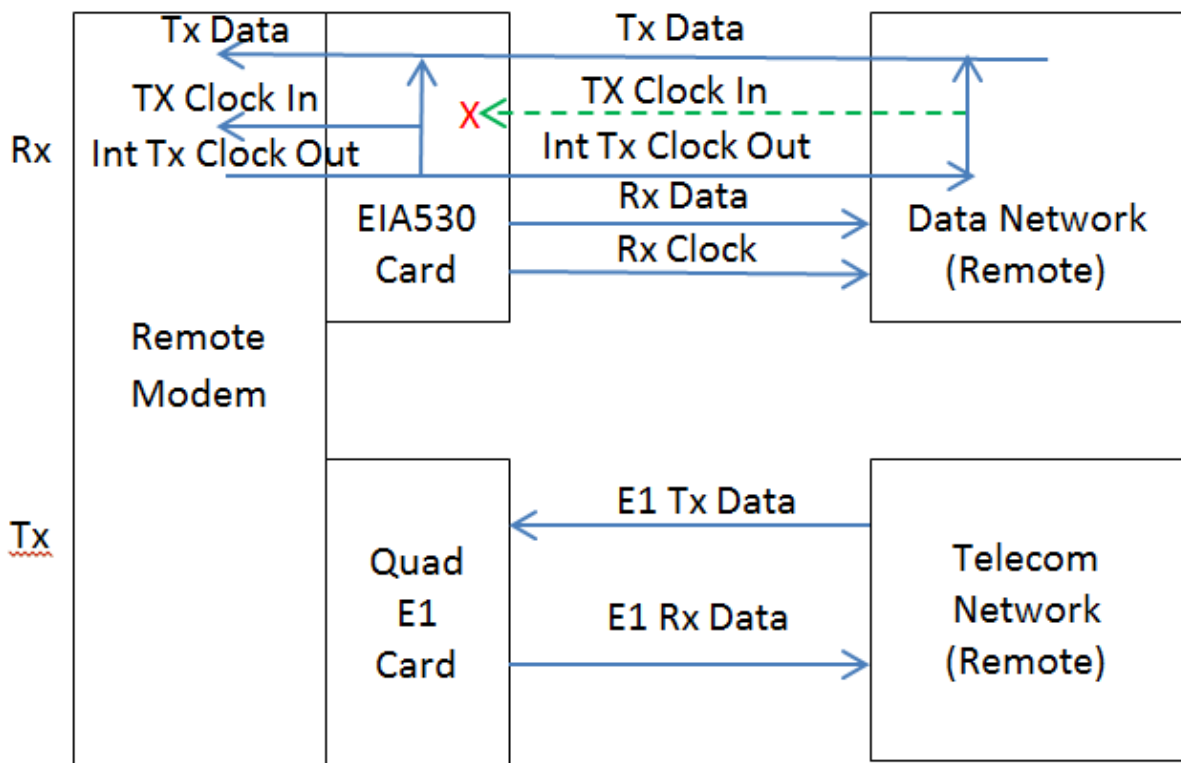 Tx Data
Tx Data
TX Clock In
X
TX Clock In
Rx
Int Tx Clock Out
Int Tx Clock Out
Rx Data
Rx Clock
EIA530
Card
Data Network
(Remote)
Remote
Modem
Tx
Quad
E1
Card
E1 Tx Data
E1 Rx Data
Telecom
Network
(Remote)